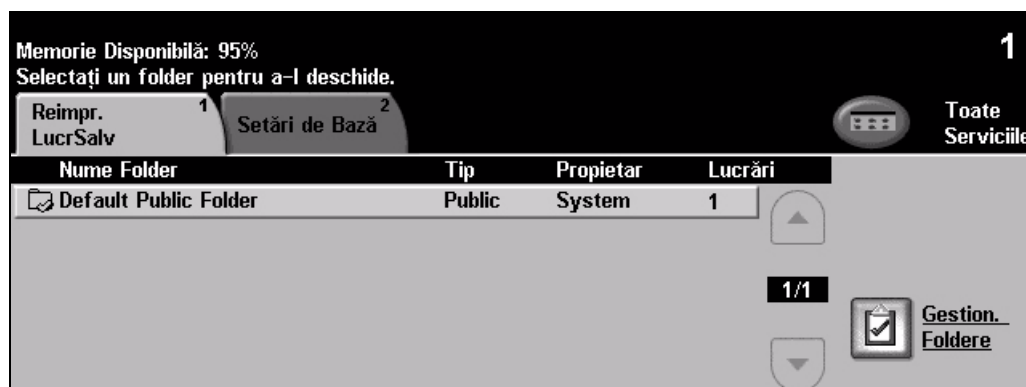 Memorie Disponibilă: 95%
1
Selectați un folder pentru a-l deschide.
Reimpr.
LucrSalv
1
Setări de Bază
2
Toate
Serviciile
Nume Folder Tip Propietar Lucrări
Default Public Folder Public System 1
1/1
Gestion.
Foldere